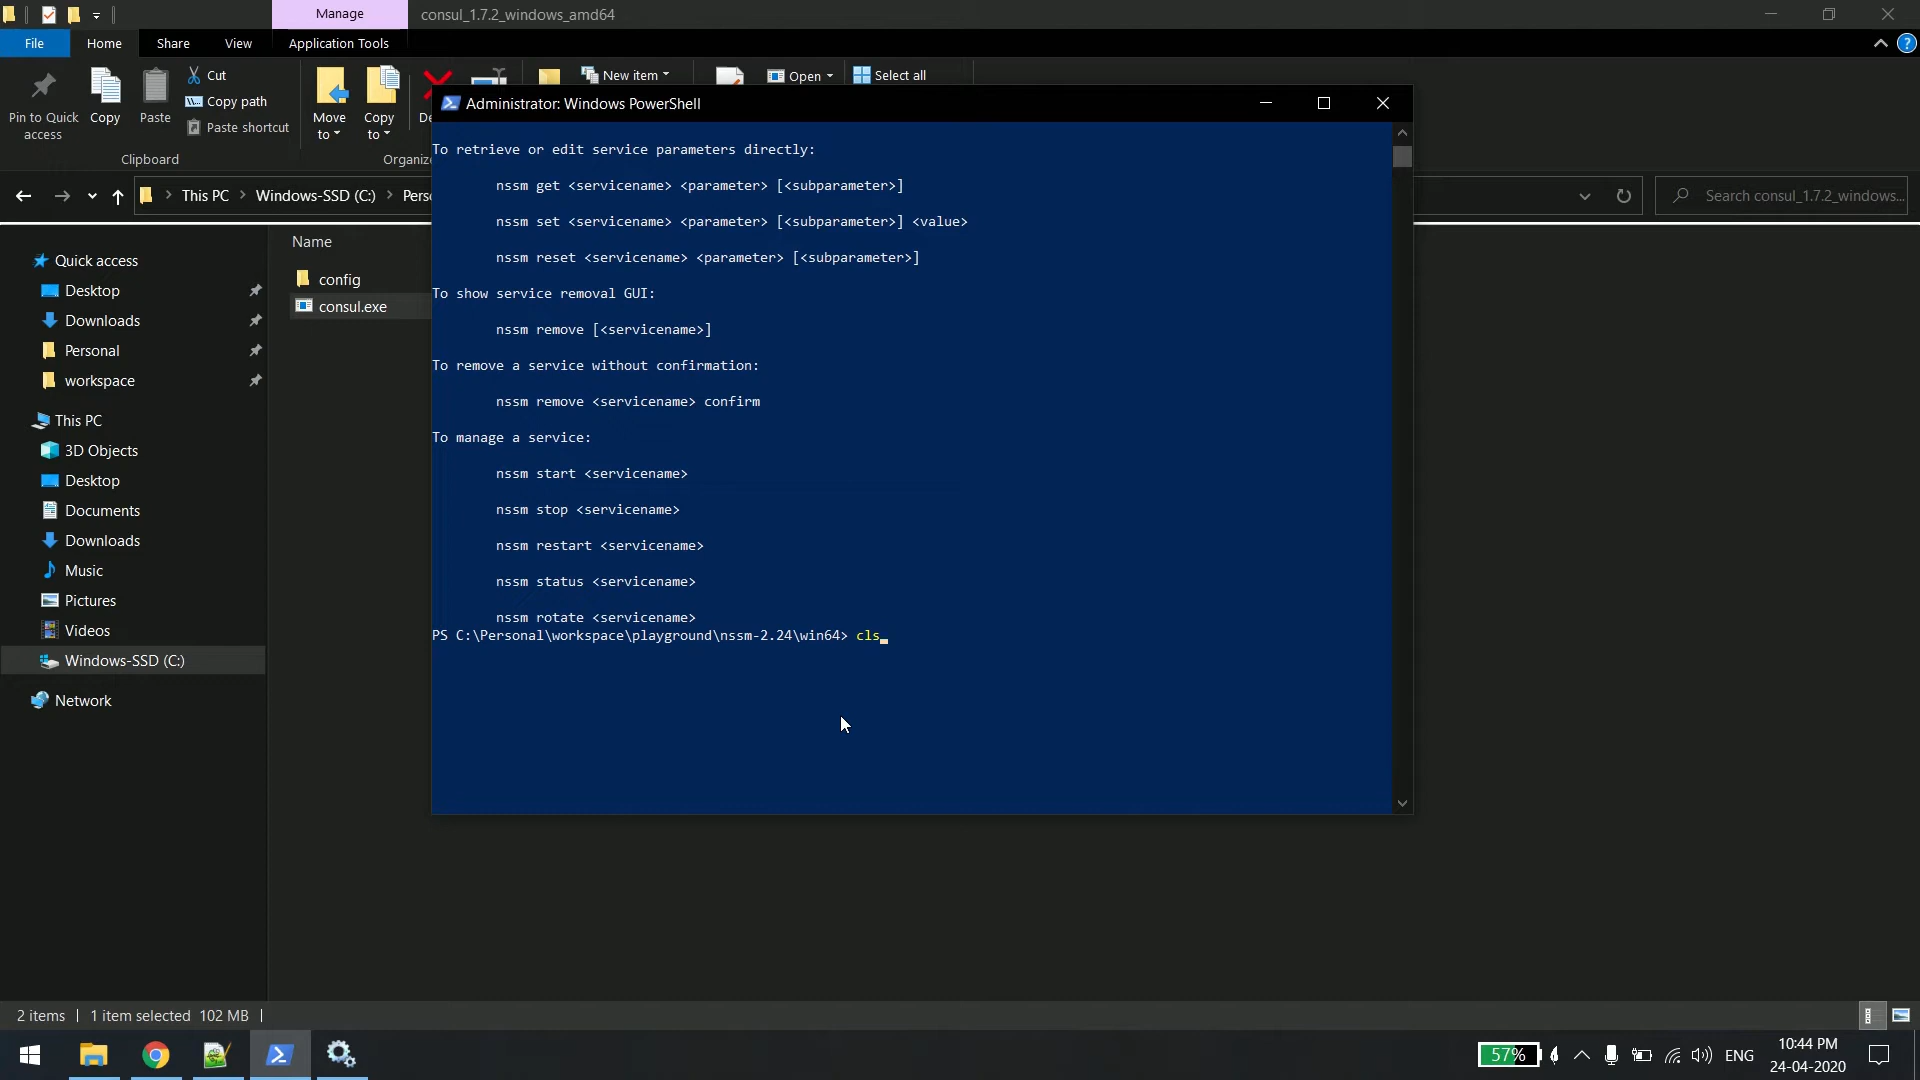 Manage
consul_1.7.2_windows_amd64
File
Home
Share
View
Application Tools
Pin to Quick
access
Copy
Paste
Cut
Copy path
Paste shortcut
Clipboard
Move
to
Copy
to
De
Organize
New item
Open
Select all
This PC
Windows-SSD (C:)
Perso
Search consul_1.7.2_windows...
Name
config
consul.exe
Quick access
Desktop
Downloads
Personal
workspace
This PC
3D Objects
Desktop
Documents
Downloads
Music
Pictures
Videos
Windows-SSD (C:)
Network
Administrator: Windows PowerShell
To retrieve or edit service parameters directly:
nssm get <servicename> <parameter> [<subparameter>]
nssm set <servicename> <parameter> [<subparameter>] <value>
nssm reset <servicename> <parameter> [<subparameter>]
To show service removal GUI:
nssm remove [<servicename>]
To remove a service without confirmation:
nssm remove <servicename> confirm
To manage a service:
nssm start <servicename>
nssm stop <servicename>
nssm restart <servicename>
nssm status <servicename>
nssm rotate <servicename>
PS C:\Personal\workspace\playground\nssm-2.24\win64> cls
2 items
1 item selected 102 MB
57%
ENG
10:44 PM
24-04-2020